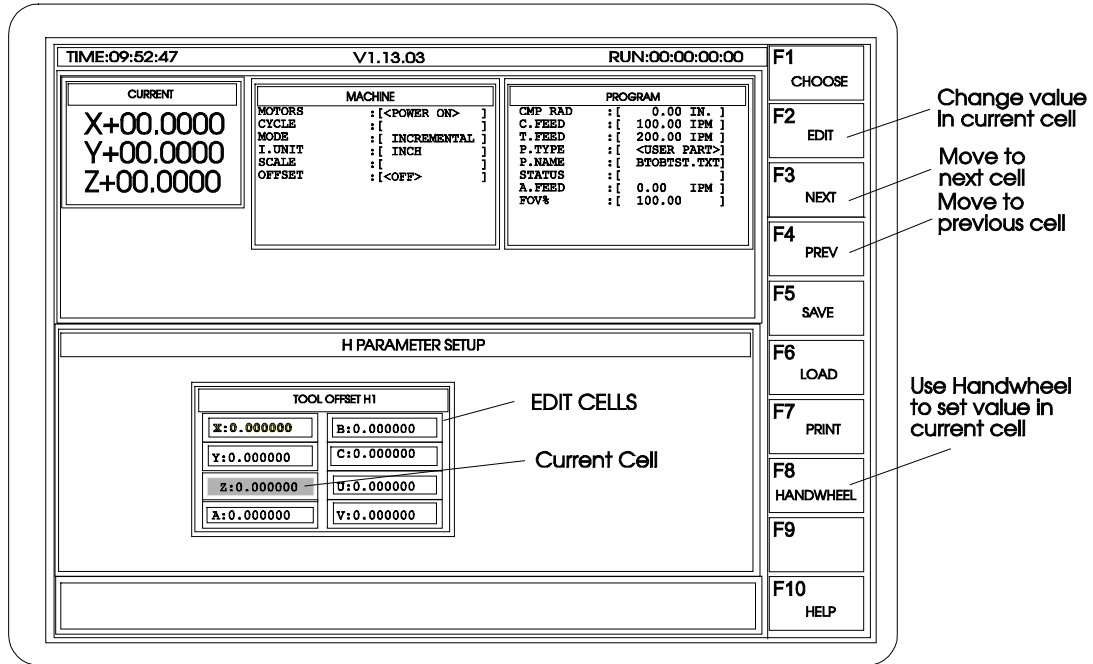 TIME:09:52:47 V1.13.03 RUN:00:00:00:00
CURRENT
X+00.0000
Y+00.0000
Z+00.0000
MACHINE
MOTORS :[<POWER ON> ]
CYCLE :[ ]
MODE :[ INCREMENTAL ]
I.UNIT :[ INCH ]
SCALE :[ ]
OFFSET :[<OFF> ]
PROGRAM
CMP RAD :[ 0.00 IN. ]
C.FEED :[ 100.00 IPM ]
T.FEED :[ 200.00 IPM ]
P.TYPE :[ <USER PART>]
P.NAME :[ BTOBTST.TXT]
STATUS :[ ]
A.FEED :[ 0.00 IPM ]
FOV% :[ 100.00 ]
H PARAMETER SETUP
TOOL OFFSET H1
X:0.000000 B:0.000000
Y:0.000000 C:0.000000
Z:0.000000 U:0.000000
A:0.000000 V:0.000000
EDIT CELLS
Current Cell
F1
CHOOSE
F2
EDIT
F3
NEXT
F4
PREV
F5
SAVE
F6
LOAD
F7
PRINT
F8
HANDWHEEL
F9
F10
HELP
Change value
in current cell
Move to
next cell
Move to
previous cell
Use Handwheel
to set value in
current cell